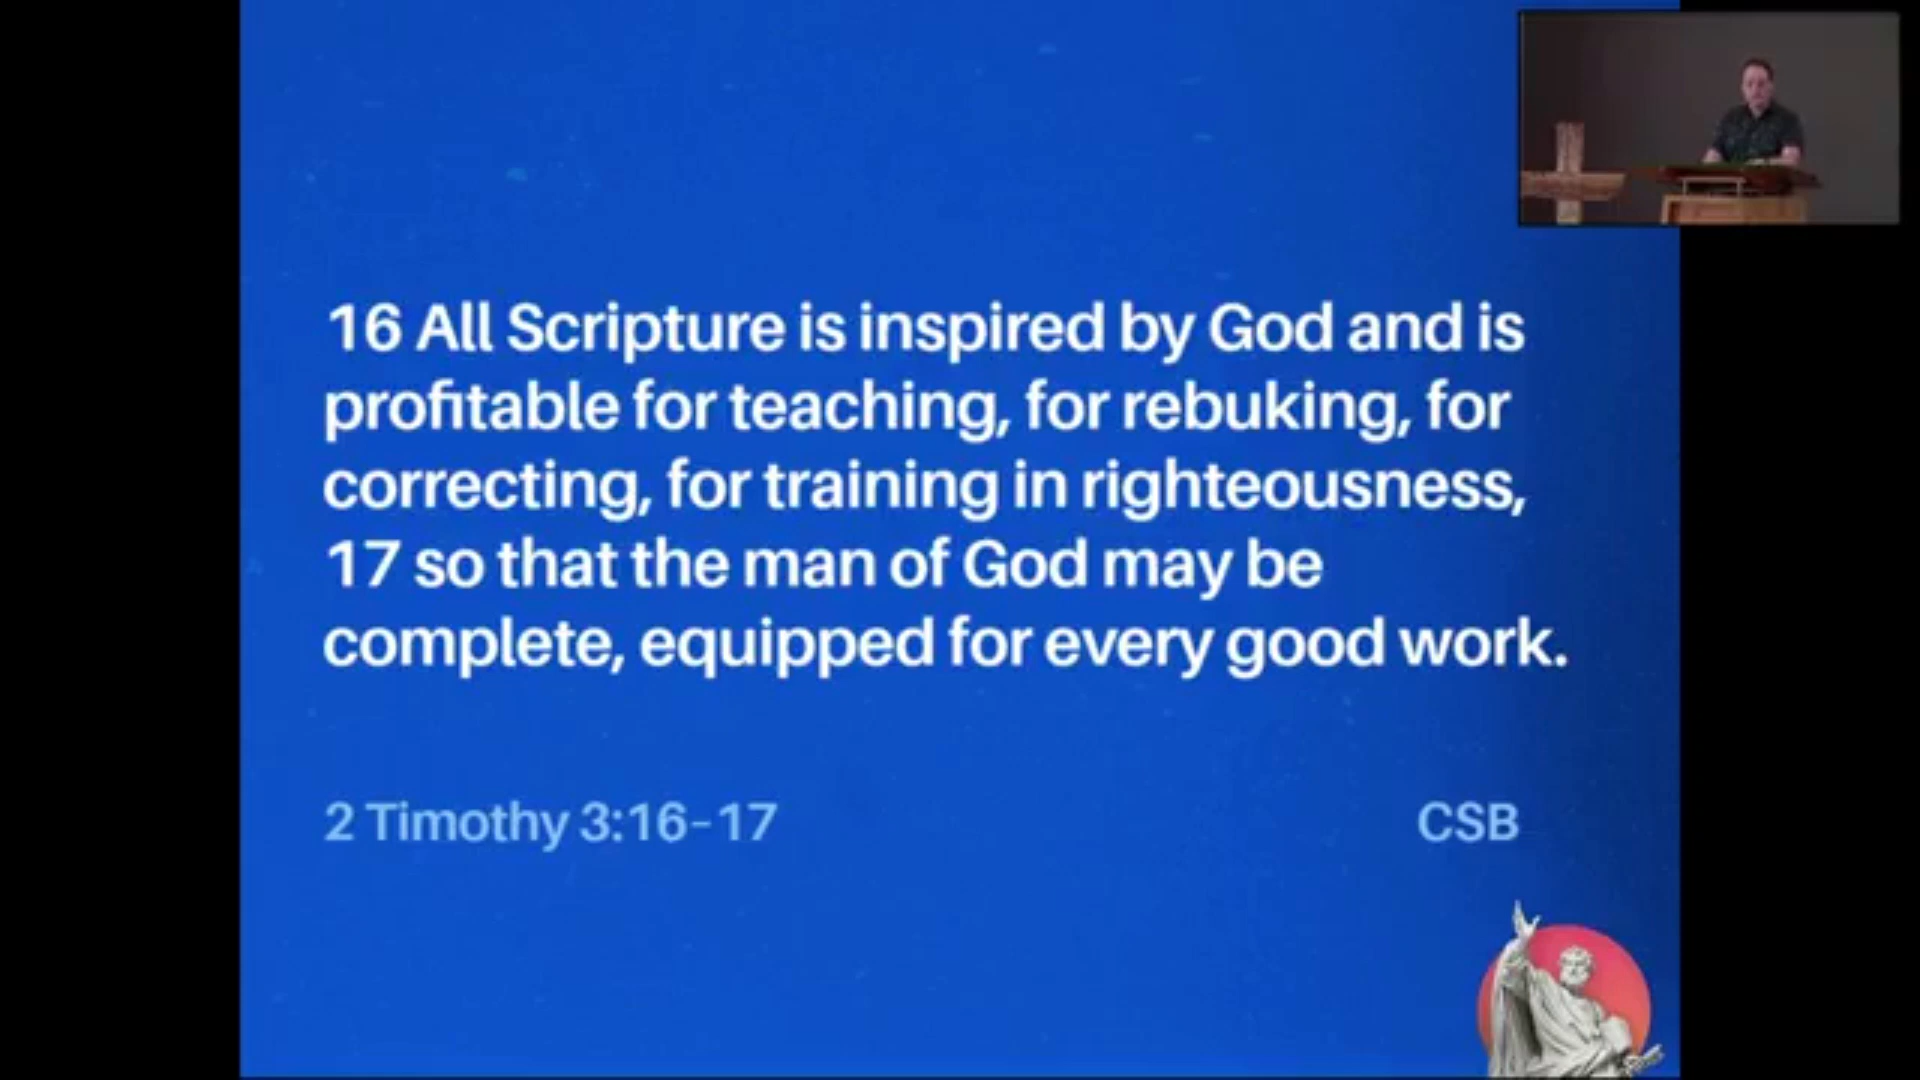 16 All Scripture is inspired by God and is
profitable for teaching, for rebuking, for
correcting, for training in righteousness,
17 so that the man of God may be
complete, equipped for every good work.
2 Timothy 3:16-17
CSB